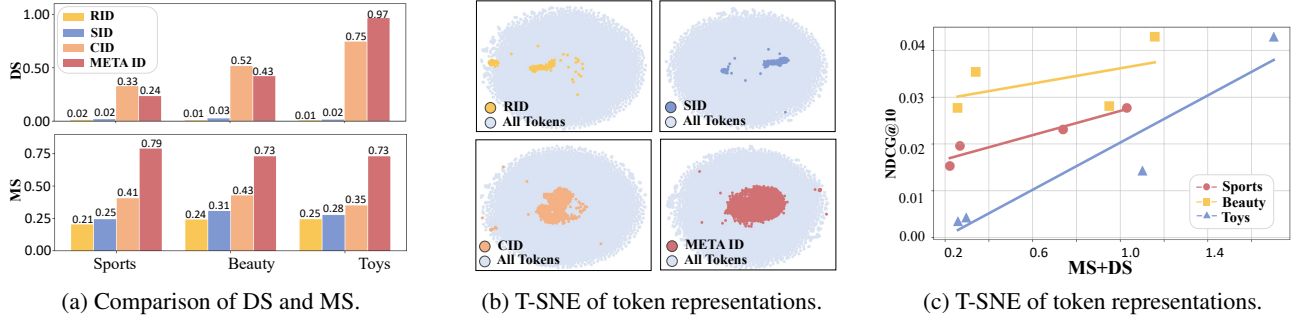 RID
SID
CID
META ID
DS
1.00
0.50
0.00
0.02
0.02
0.33
0.24
0.01
0.03
0.52
0.43
0.01
0.02
0.75
0.97
MS
0.75
0.50
0.25
0.00
0.21
0.25
0.41
0.79
0.24
0.31
0.43
0.73
0.25
0.28
0.35
0.73
Sports Beauty Toys
(a) Comparison of DS and MS.
RID
All Tokens
SID
All Tokens
CID
All Tokens
META ID
All Tokens
(b) T-SNE of token representations.
NDCG@10
0.04
0.03
0.02
0.01
0.00
Sports
Beauty
Toys
0.2 0.6 1.0 1.4
MS+DS
(c) T-SNE of token representations.